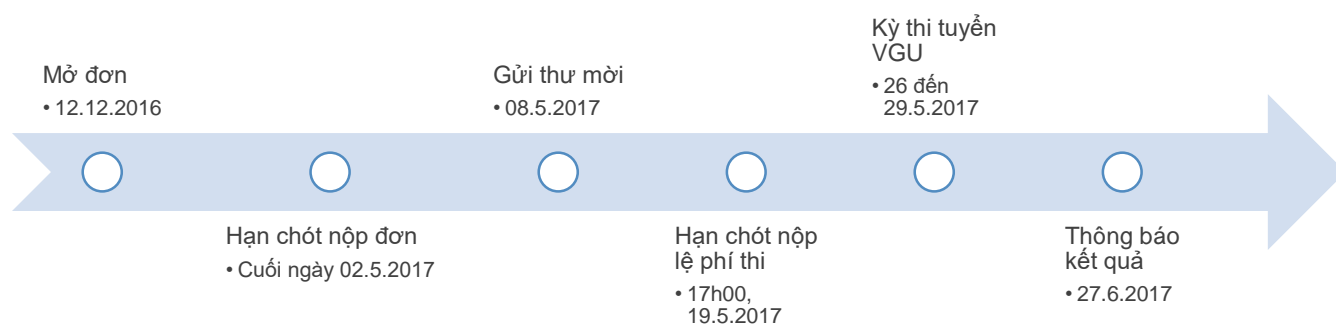 Mở đơn
• 12.12.2016
Hạn chót nộp đơn
• Cuối ngày 02.5.2017
Gửi thư mời
• 08.5.2017
Hạn chót nộp
lệ phí thi
• 17h00,
19.5.2017
Kỳ thi tuyển
VGU
• 26 đến
29.5.2017
Thông báo
kết quả
• 27.6.2017